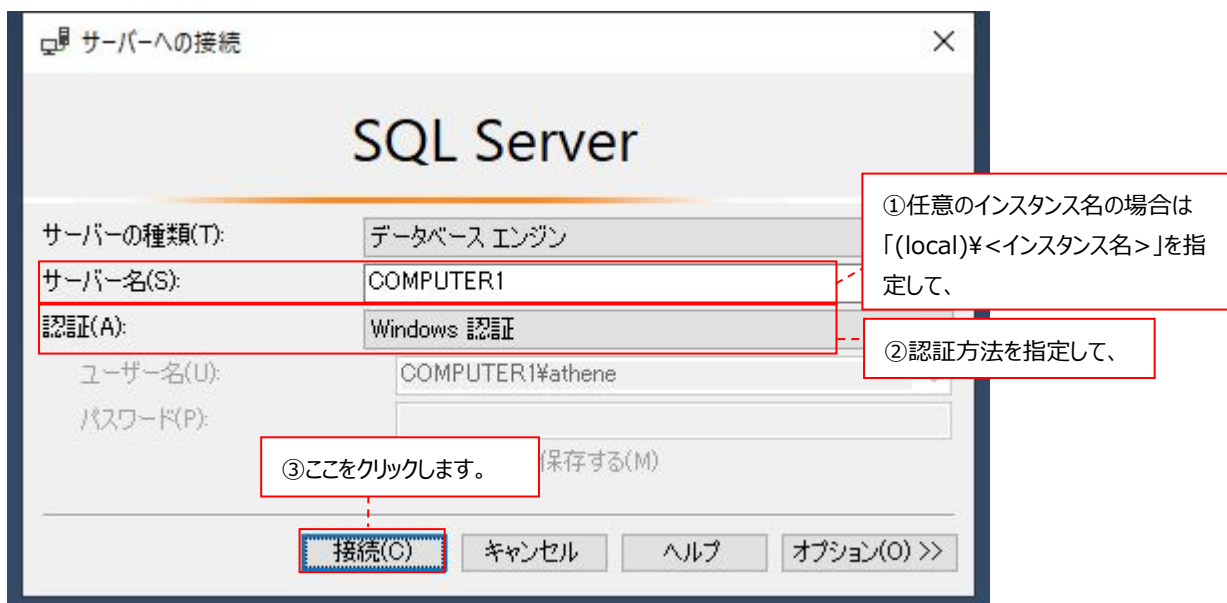 サーバーへの接続
SQL Server
サーバーの種類(T):
データベース エンジン
①任意のインスタンス名の場合は
「(local)¥<インスタンス名>」を指
定して、
サーバー名(S):
COMPUTER1
認証(A):
Windows 認証
②認証方法を指定して、
ユーザー名(U):
COMPUTER1¥athene
パスワード(P):
③ここをクリックします。
保存する(M)
接続(C)
キャンセル
ヘルプ
オプション(O) >>